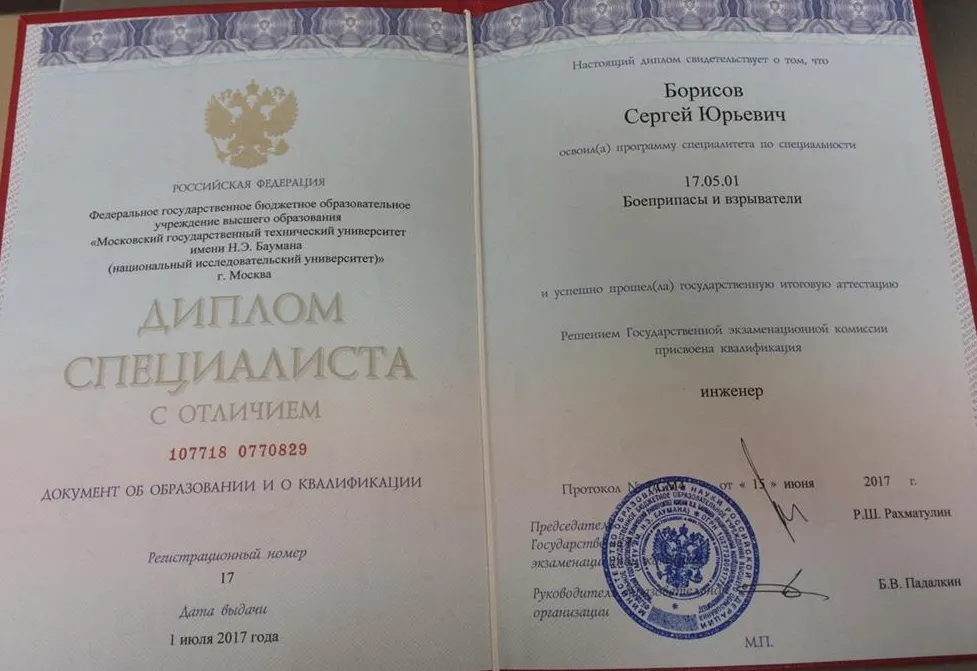 РОССИЙСКАЯ ФЕДЕРАЦИЯ
Федеральное государственное бюджетное образовательное
учреждение высшего образования
«Московский государственный технический университет
имени Н.Э. Баумана
(национальный исследовательский университет)»
г. Москва
ДИПЛОМ
СПЕЦИАЛИСТА
С ОТЛИЧИЕМ
107718 0770829
ДОКУМЕНТ ОБ ОБРАЗОВАНИИ И О КВАЛИФИКАЦИИ
Регистрационный номер
17
Дата выдачи
1 июля 2017 года
Настоящий диплом свидетельствует о том, что
Борисов
Сергей Юрьевич
освоил(а) программу специалитета по специальности
17.05.01
Боеприпасы и взрыватели
и успешно прошел(ла) государственную итоговую аттестацию
Решением Государственной экзаменационной комиссии
присвоена квалификация
инженер
Протокол № от « 15 » июня 2017 г.
Председатель
Р.Ш. Рахматулин
Государственной
экзаменационной
Руководитель образовательной
Б.В. Падалкин
организации
М.П.